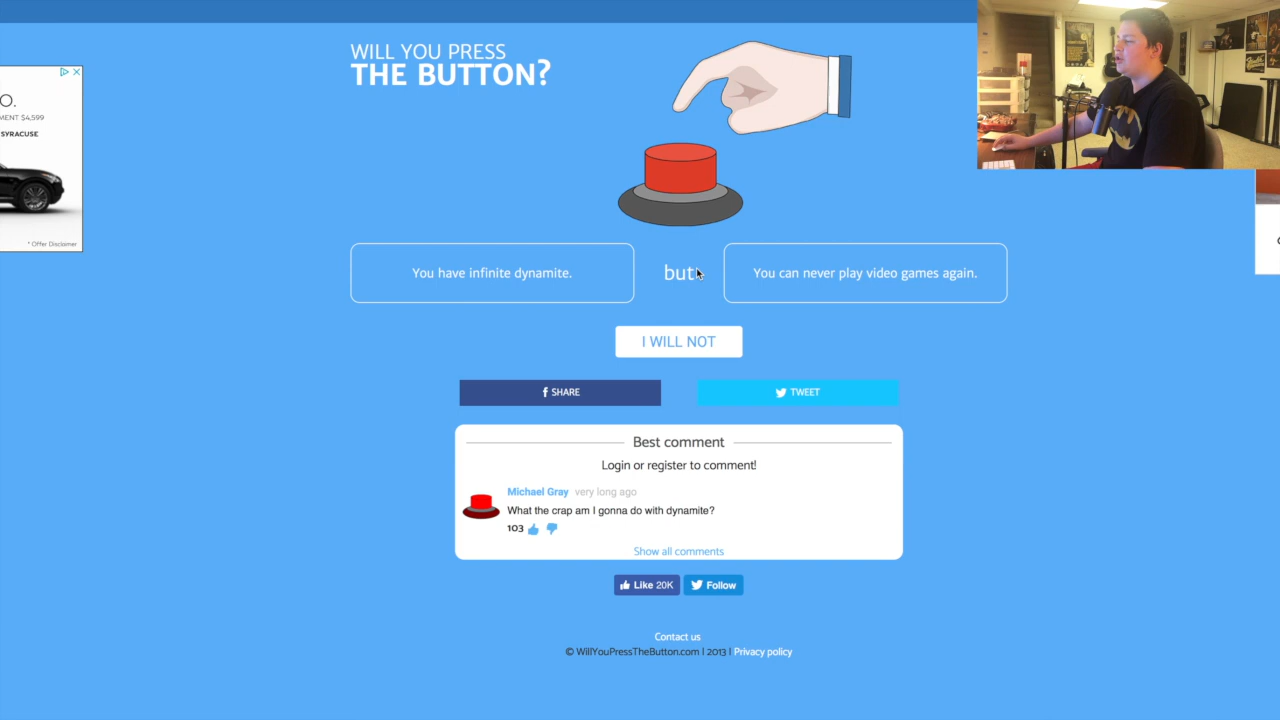 WILL YOU PRESS
THE BUTTON?
O.
MENT $4,599
SYRACUSE
* Offer Disclaimer
You have infinite dynamite.
but
You can never play video games again.
I WILL NOT
SHARE
TWEET
Best comment
Login or register to comment!
Michael Gray very long ago
What the crap am I gonna do with dynamite?
103
Show all comments
Like 20K
Follow
Contact us
© WillYouPressTheButton.com | 2013 | Privacy policy